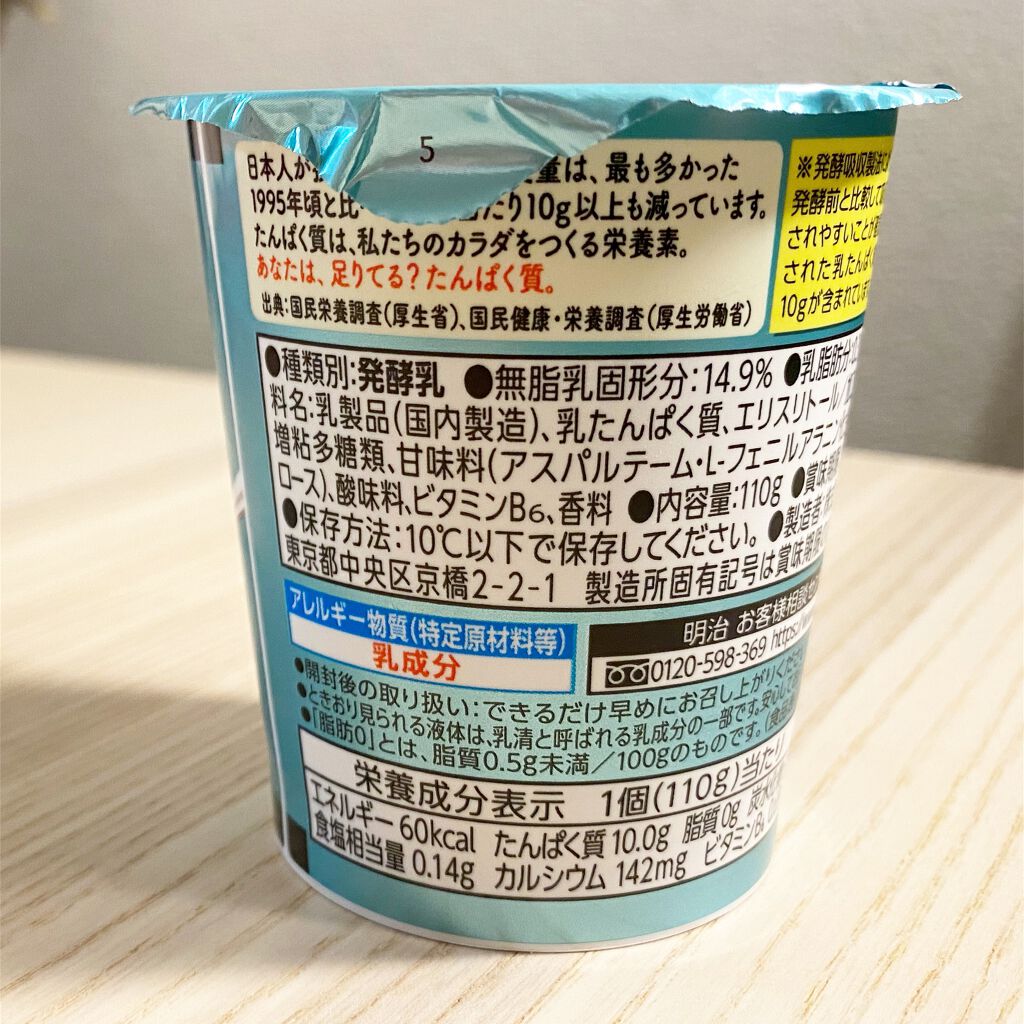 5
日本人が 量は、最も多かった
1995年頃と比 たり10g以上も減っています。
たんぱく質は、私たちのカラダをつくる栄養素。
あなたは、足りてる?たんぱく質。
出典:国民栄養調査(厚生省)、国民健康・栄養調査(厚生労働省)
※発酵吸収製法
発酵前と比較して
されやすいことが
された乳たんぱ
10gが含まれていま
●種類別:発酵乳 ●無脂乳固形分:14.9% ●乳脂肪分:
料名:乳製品(国内製造)、乳たんぱく質、エリスリトール/
増粘多糖類、甘味料(アスパルテーム・L-フェニルアラニン
ロース)、酸味料、ビタミンB6、香料 ●内容量:110g ●賞味期
●保存方法:10℃以下で保存してください。 ●製造者:
東京都中央区京橋2-2-1 製造所固有記号は賞味期限
アレルギー物質(特定原材料等)
乳成分
明治 お客様相談
0120-598-369 https:
●開封後の取り扱い:できるだけ早めにお召し上がりくださ
●ときおり見られる液体は、乳清と呼ばれる乳成分の一部です。安心して
●「脂肪0」とは、脂質0.5g未満/100gのものです。
栄養成分表示 1個(110g)当たり
エネルギー 60kcal たんぱく質 10.0g 脂質 0g 炭水
食塩相当量 0.14g カルシウム 142mg ビタミンB6